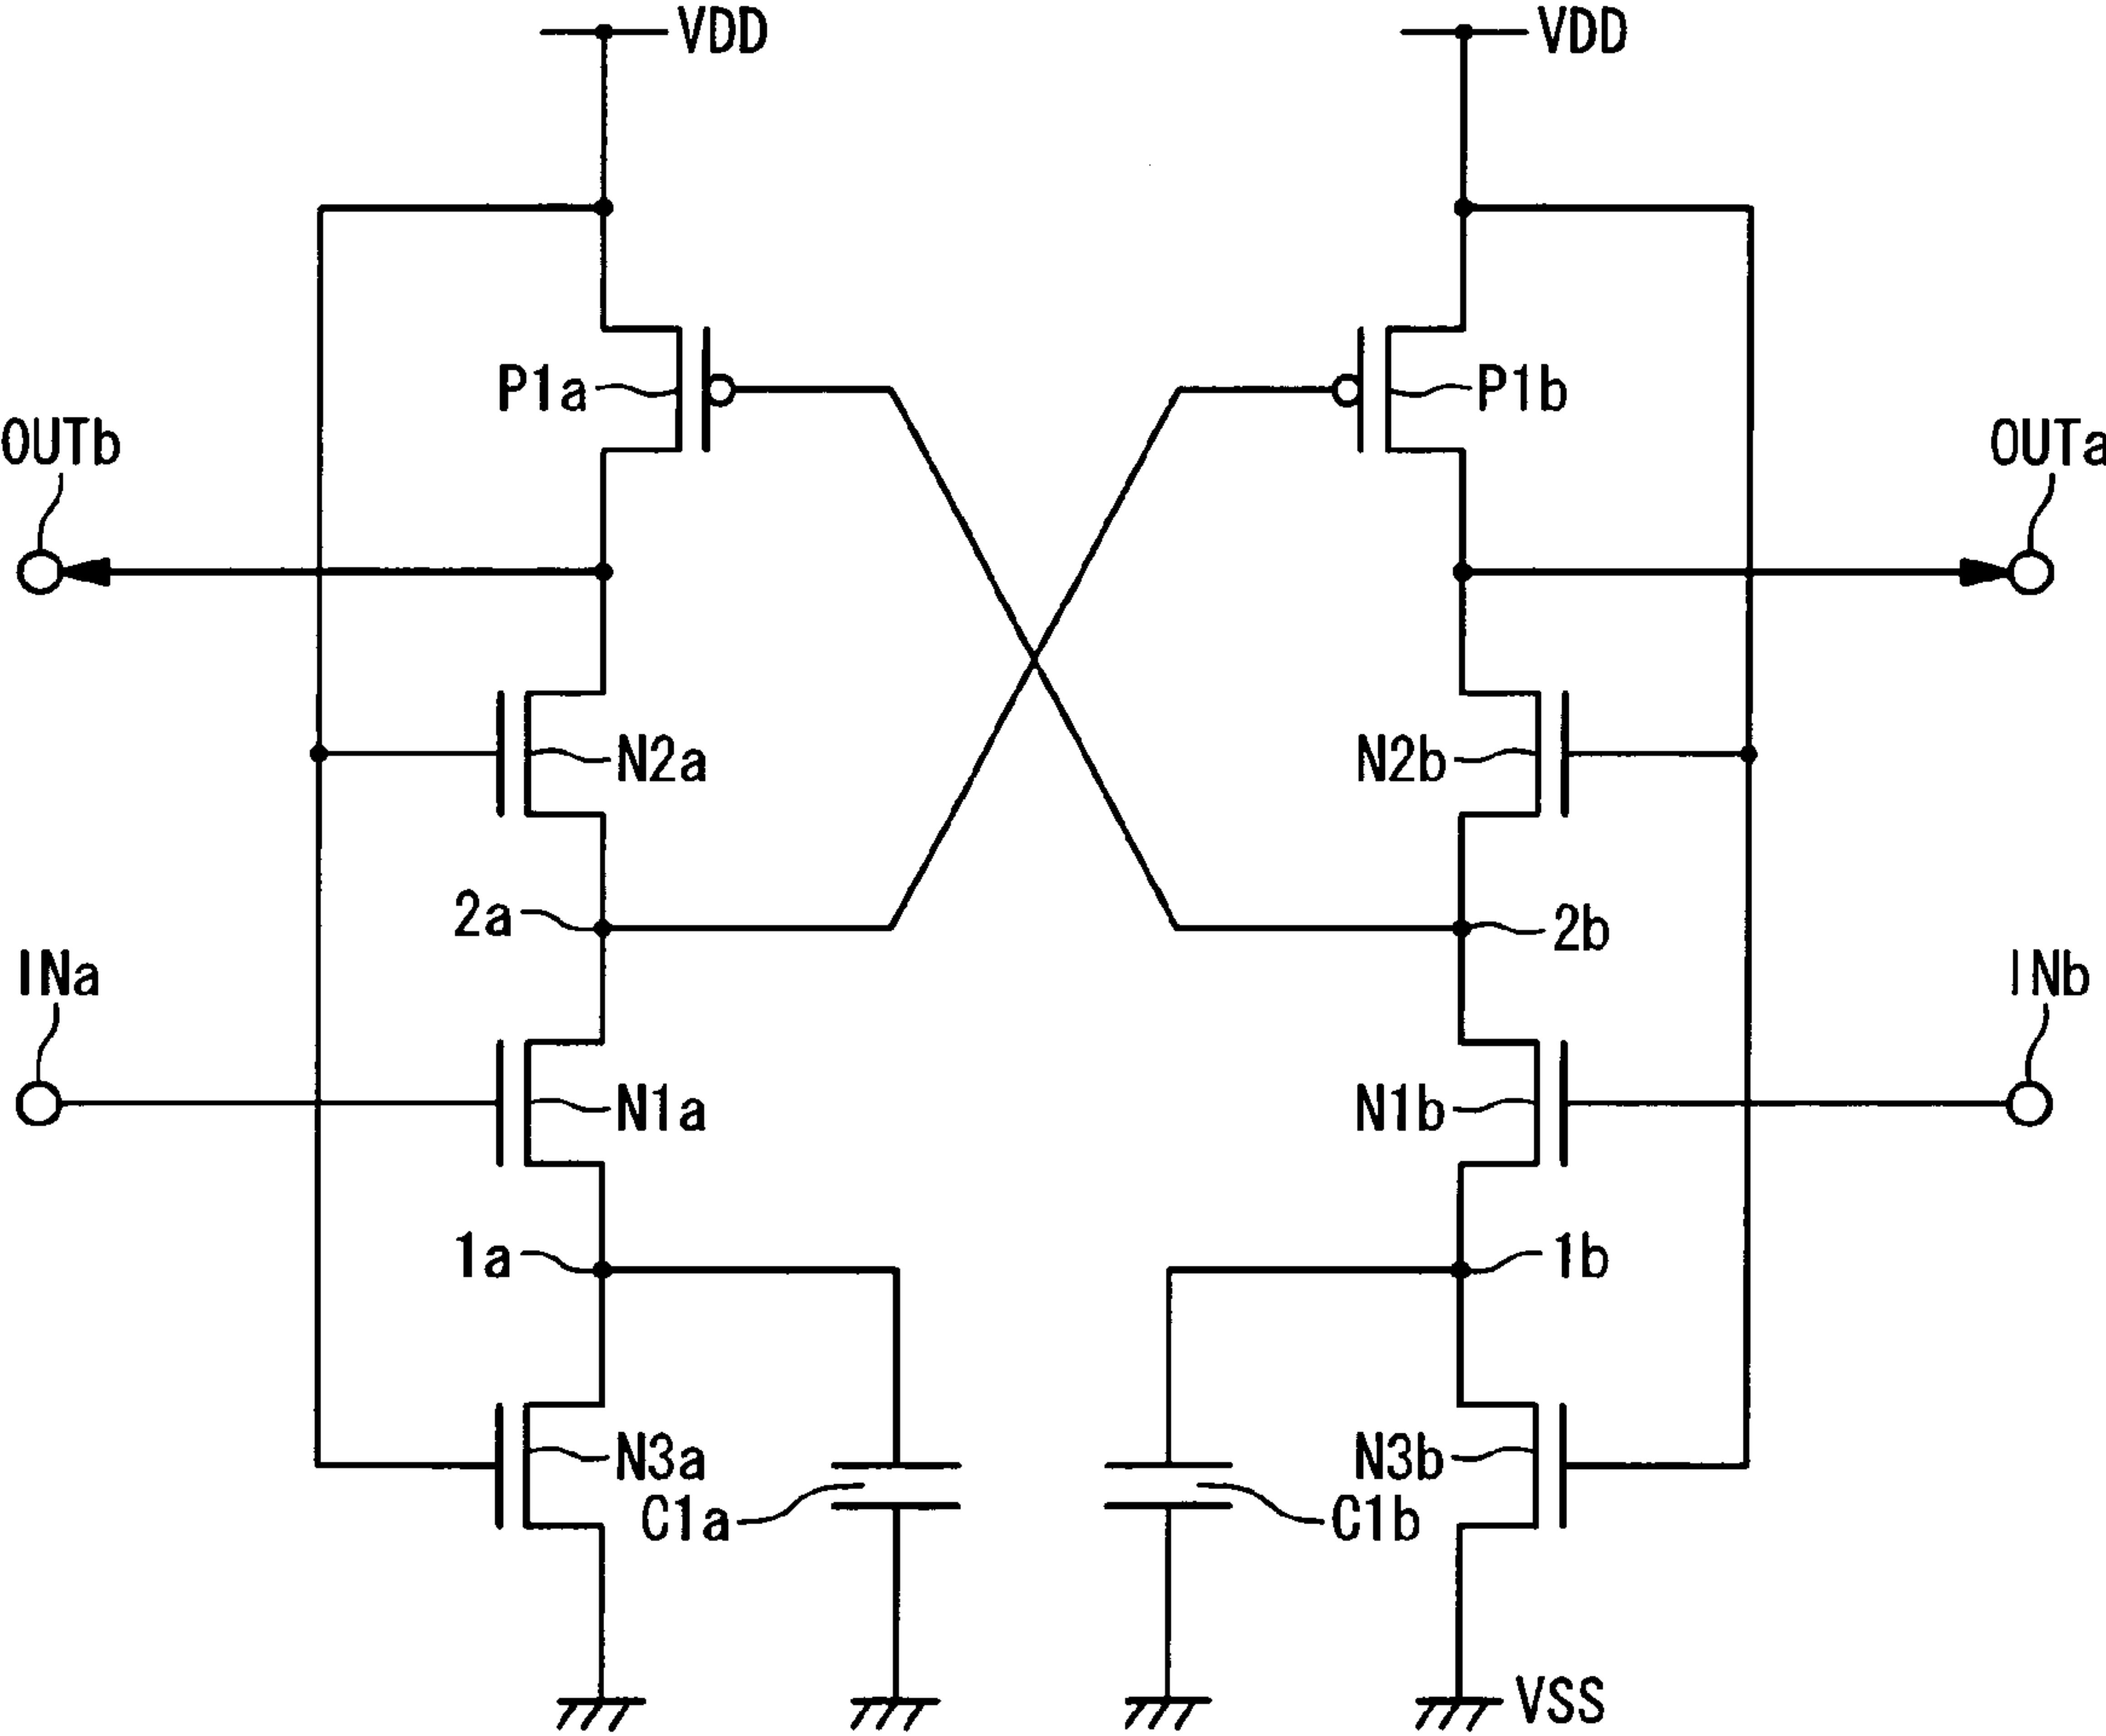 VDD
VDD
P1a
P1b
OUTb
OUTa
N2a
N2b
2a
2b
INa
INb
N1a
N1b
1a
1b
N3a
N3b
C1a
C1b
VSS